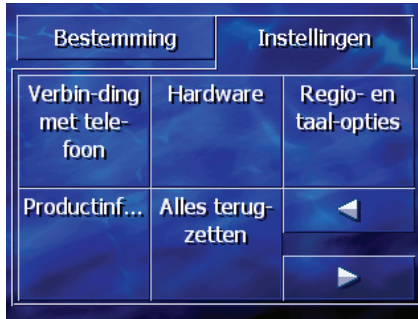 Bestemming
Instellingen
Verbin-ding
met tele-
foon
Hardware
Regio- en
taal-opties
Productinf...
Alles terug-
zetten